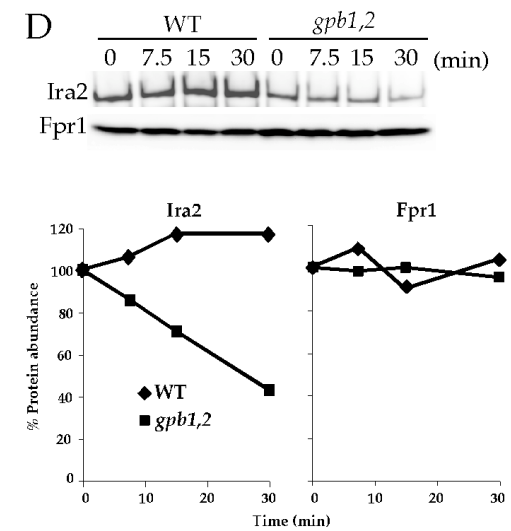 D
WT gpb1,2
0 7.5 15 30 0 7.5 15 30 (min)
Ira2
Fpr1
Ira2 Fpr1
120
100
80
60
40
20
0
% Protein abundance
WT
gpb1,2
0 10 20 30 0 10 20 30
Time (min)